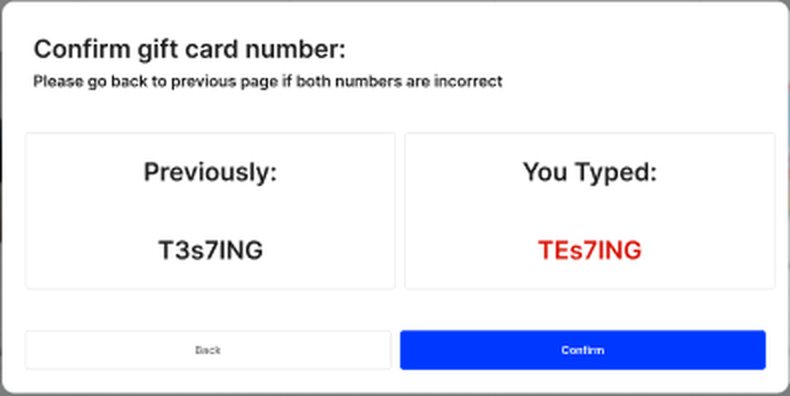 Confirm gift card number:
Please go back to previous page if both numbers are incorrect
Previously:
T3s7ING
You Typed:
TEs7ING
Back
Confirm